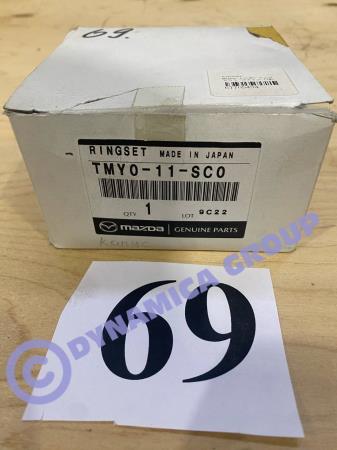 69.
RINGSET MADE IN JAPAN
TMY0-11-SC0
QTY 1 LOT 9C22
mazda GENUINE PARTS
69
© DYNAMICA GROUP